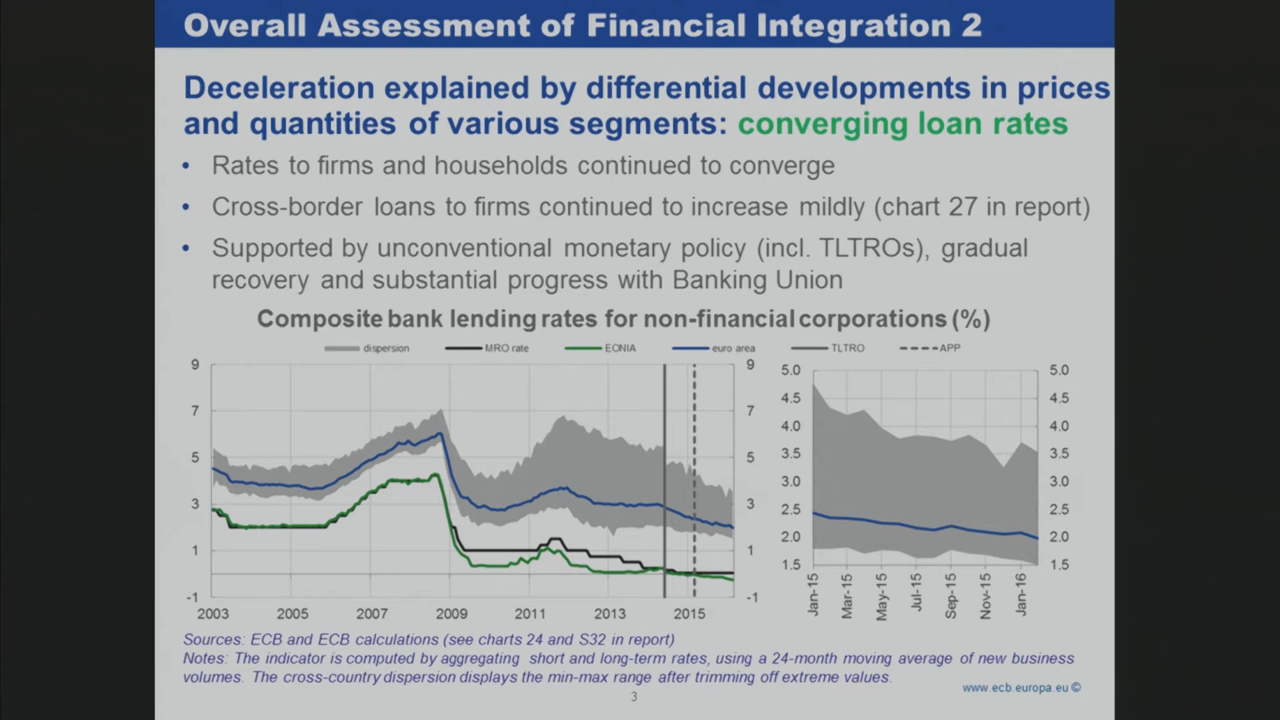 Overall Assessment of Financial Integration 2
Deceleration explained by differential developments in prices
and quantities of various segments: converging loan rates
• Rates to firms and households continued to converge
• Cross-border loans to firms continued to increase mildly (chart 27 in report)
• Supported by unconventional monetary policy (incl. TLTROs), gradual
recovery and substantial progress with Banking Union
Composite bank lending rates for non-financial corporations (%)
dispersion MRO rate EONIA euro area TLTRO APP
9 9
7 7
5 5
3 3
1 1
-1 -1
2003 2005 2007 2009 2011 2013 2015
5.0 5.0
4.5 4.5
4.0 4.0
3.5 3.5
3.0 3.0
2.5 2.5
2.0 2.0
1.5 1.5
Jan-15 Mar-15 May-15 Jul-15 Sep-15 Nov-15 Jan-16
Sources: ECB and ECB calculations (see charts 24 and S32 in report)
Notes: The indicator is computed by aggregating short and long-term rates, using a 24-month moving average of new business
volumes. The cross-country dispersion displays the min-max range after trimming off extreme values.
3
www.ecb.europa.eu ©